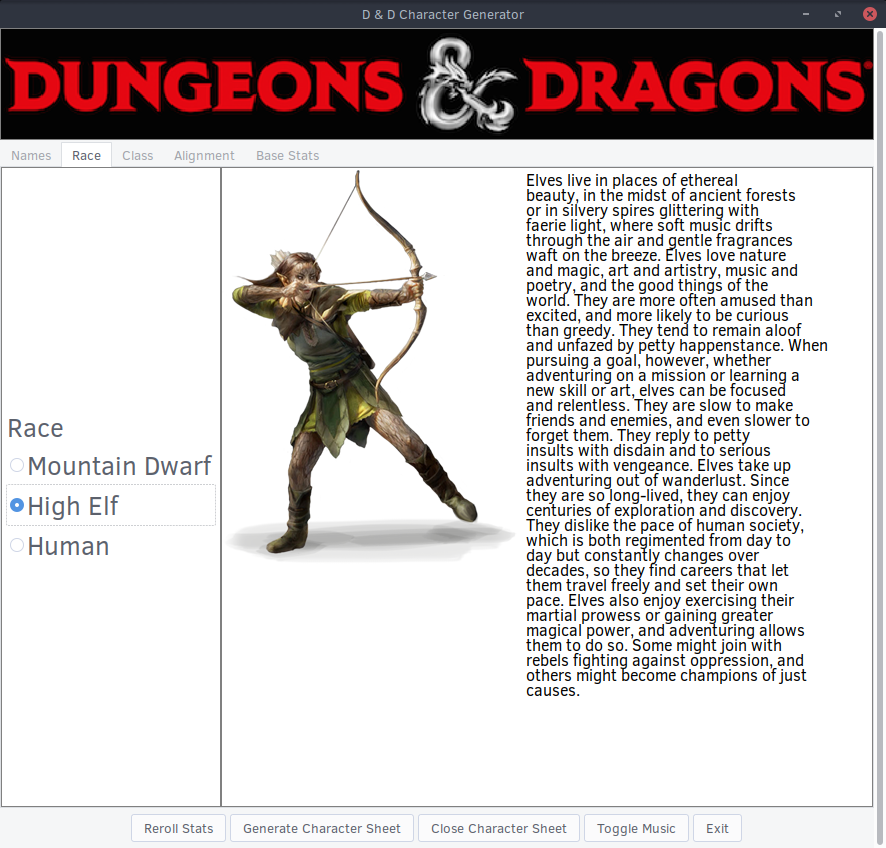 D & D Character Generator
DUNGEONS & DRAGONS
Names Race Class Alignment Base Stats
Race
Mountain Dwarf
High Elf
Human
Elves live in places of ethereal
beauty, in the midst of ancient forests
or in silvery spires glittering with
faerie light, where soft music drifts
through the air and gentle fragrances
waft on the breeze. Elves love nature
and magic, art and artistry, music and
poetry, and the good things of the
world. They are more often amused than
excited, and more likely to be curious
than greedy. They tend to remain aloof
and unfazed by petty happenstance. When
pursuing a goal, however, whether
adventuring on a mission or learning a
new skill or art, elves can be focused
and relentless. They are slow to make
friends and enemies, and even slower to
forget them. They reply to petty
insults with disdain and to serious
insults with vengeance. Elves take up
adventuring out of wanderlust. Since
they are so long-lived, they can enjoy
centuries of exploration and discovery.
They dislike the pace of human society,
which is both regimented from day to
day but constantly changes over
decades, so they find careers that let
them travel freely and set their own
pace. Elves also enjoy exercising their
martial prowess or gaining greater
magical power, and adventuring allows
them to do so. Some might join with
rebels fighting against oppression, and
others might become champions of just
causes.
Reroll Stats Generate Character Sheet Close Character Sheet Toggle Music Exit